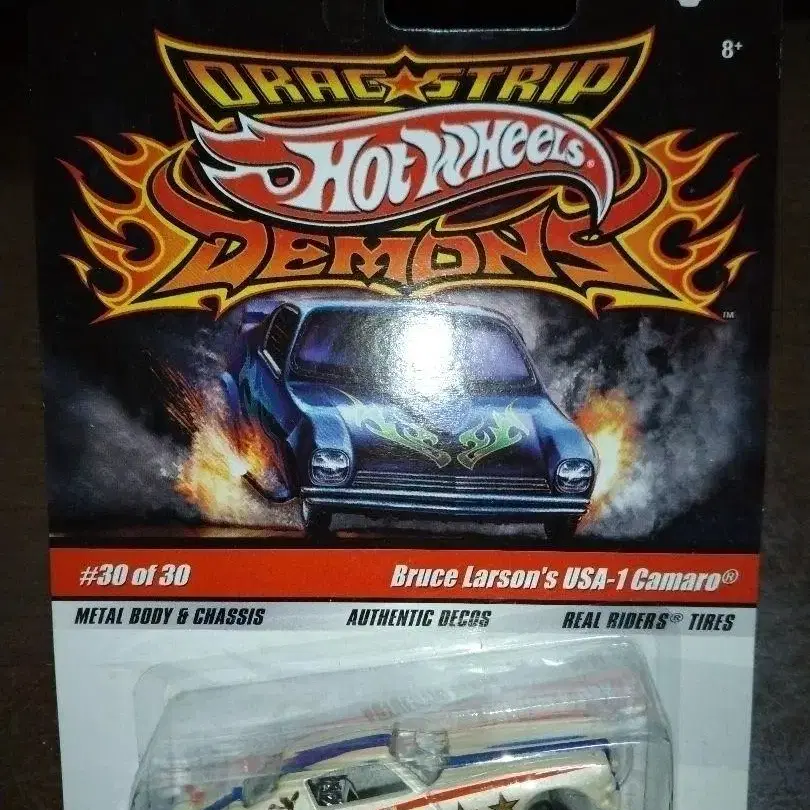 8+
DRAG★STRIP
HOT WHEELS®
DEMONS
TM
#30 of 30
Bruce Larson's USA-1 Camaro®
METAL BODY & CHASSIS
AUTHENTIC DECOS
REAL RIDERS® TIRES